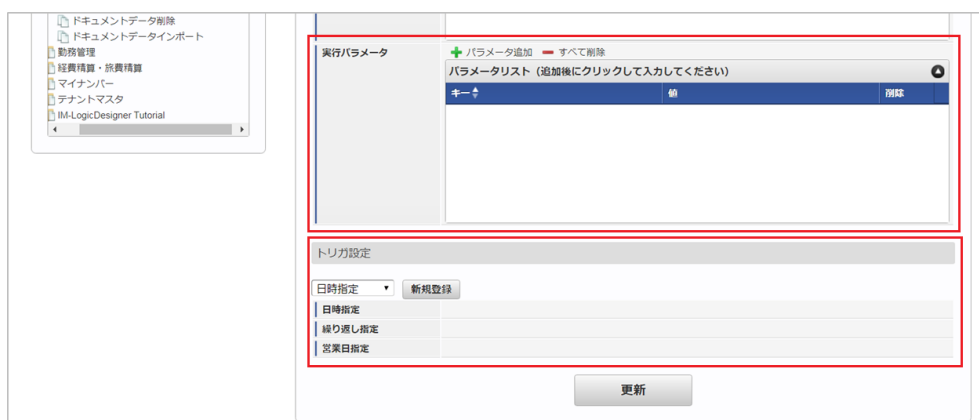 ドキュメントデータ削除
ドキュメントデータインポート
勤務管理
経費精算・旅費精算
マイナンバー
テナントマスタ
IM-LogicDesigner Tutorial
実行パラメータ
パラメータ追加 すべて削除
パラメータリスト（追加後にクリックして入力してください）
キー 値 削除
トリガ設定
日時指定 新規登録
日時指定
繰り返し指定
営業日指定
更新